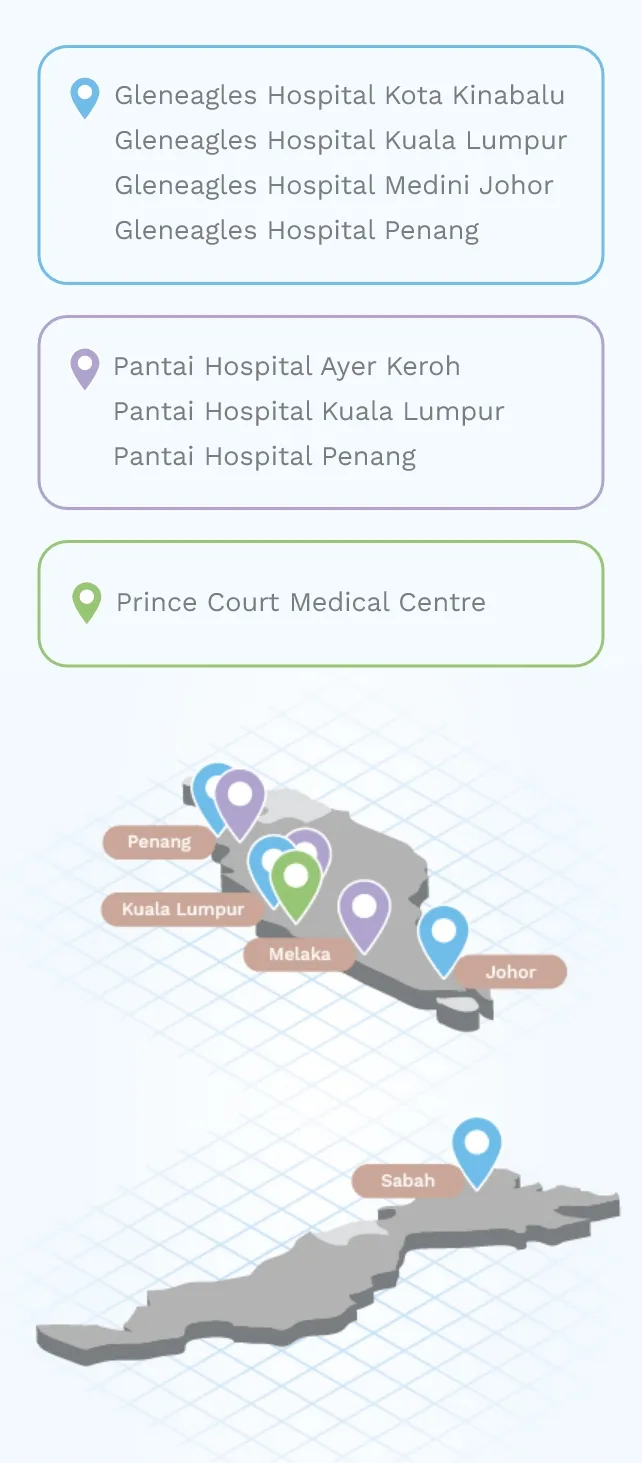 Gleneagles Hospital Kota Kinabalu
Gleneagles Hospital Kuala Lumpur
Gleneagles Hospital Medini Johor
Gleneagles Hospital Penang
Pantai Hospital Ayer Keroh
Pantai Hospital Kuala Lumpur
Pantai Hospital Penang
Prince Court Medical Centre
Penang
Kuala Lumpur
Melaka
Johor
Sabah